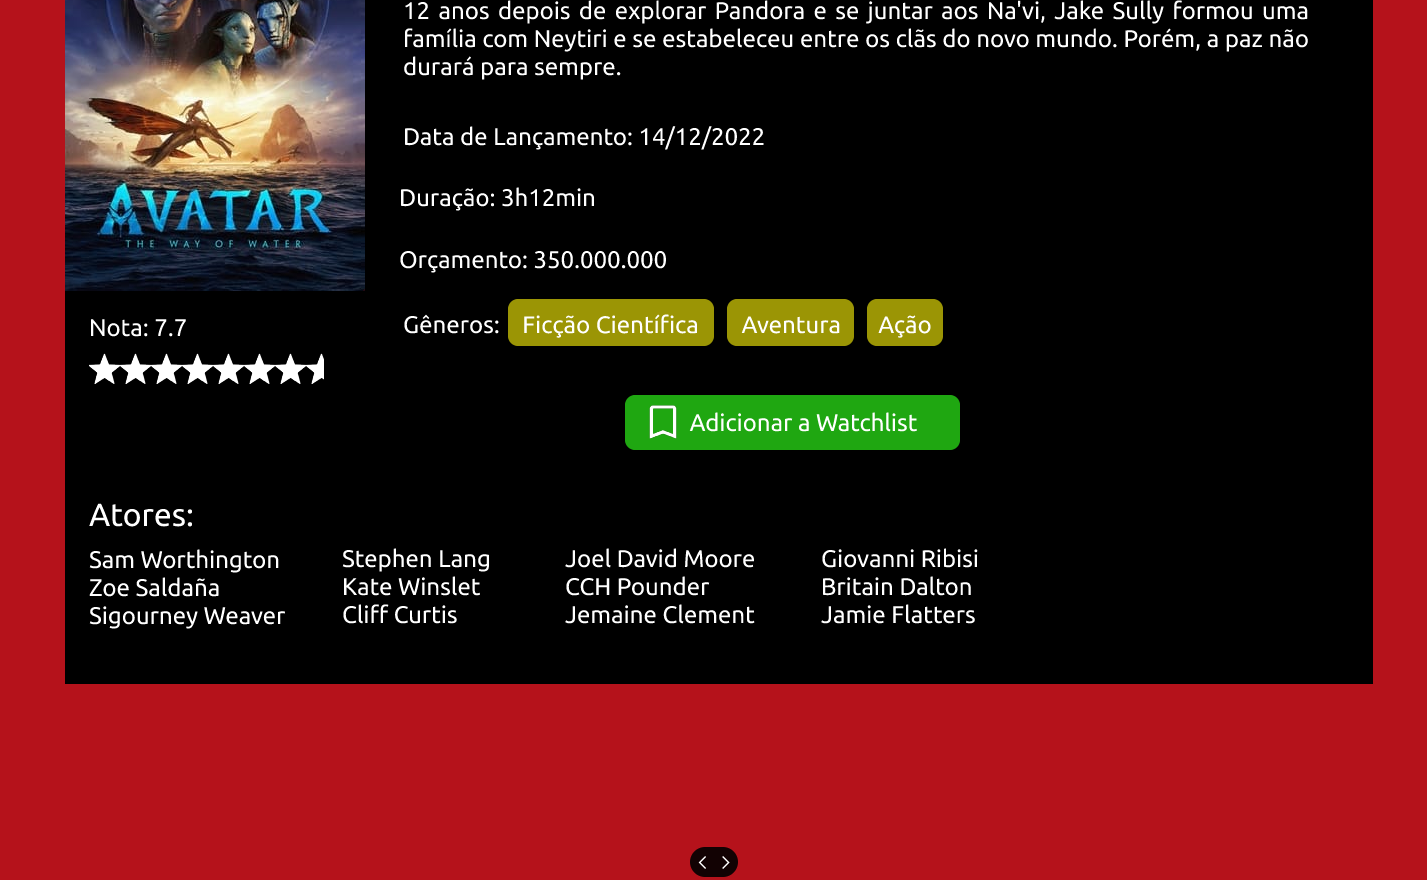 12 anos depois de explorar Pandora e se juntar aos Na'vi, Jake Sully formou uma
família com Neytiri e se estabeleceu entre os clãs do novo mundo. Porém, a paz não
durará para sempre.
Data de Lançamento: 14/12/2022
Duração: 3h12min
Orçamento: 350.000.000
AVATAR
THE WAY OF WATER
Nota: 7.7
Gêneros: Ficção Científica Aventura Ação
Adicionar a Watchlist
Atores:
Sam Worthington
Zoe Saldaña
Sigourney Weaver
Stephen Lang
Kate Winslet
Cliff Curtis
Joel David Moore
CCH Pounder
Jemaine Clement
Giovanni Ribisi
Britain Dalton
Jamie Flatters